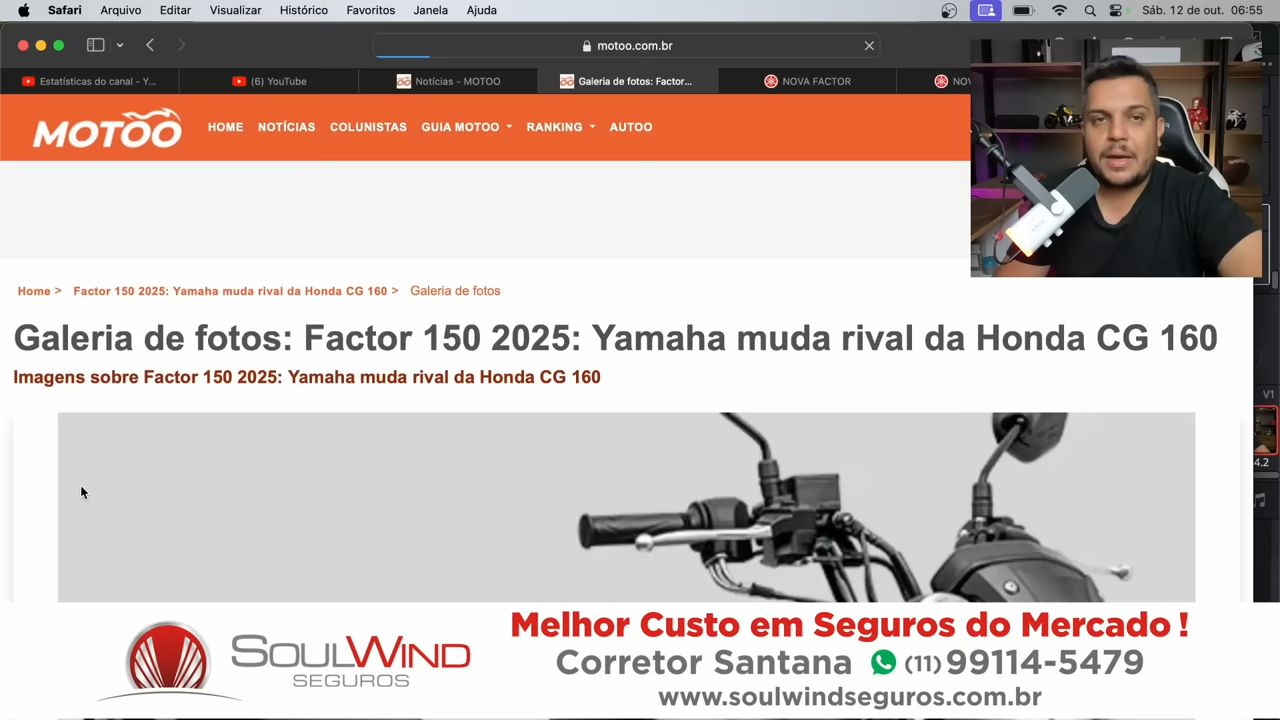 Safari Arquivo Editar Visualizar Histórico Favoritos Janela Ajuda Sáb. 12 de out. 06:55
motoo.com.br
Estatísticas do canal - Y... (6) YouTube Notícias - MOTOO Galeria de fotos: Factor... NOVA FACTOR NOV
MOTOO HOME NOTÍCIAS COLUNISTAS GUIA MOTOO RANKING AUTOO
Home > Factor 150 2025: Yamaha muda rival da Honda CG 160 > Galeria de fotos
Galeria de fotos: Factor 150 2025: Yamaha muda rival da Honda CG 160
Imagens sobre Factor 150 2025: Yamaha muda rival da Honda CG 160
V1
4.2
SOULWIND
SEGUROS
Melhor Custo em Seguros do Mercado !
Corretor Santana (11) 99114-5479
www.soulwindseguros.com.br